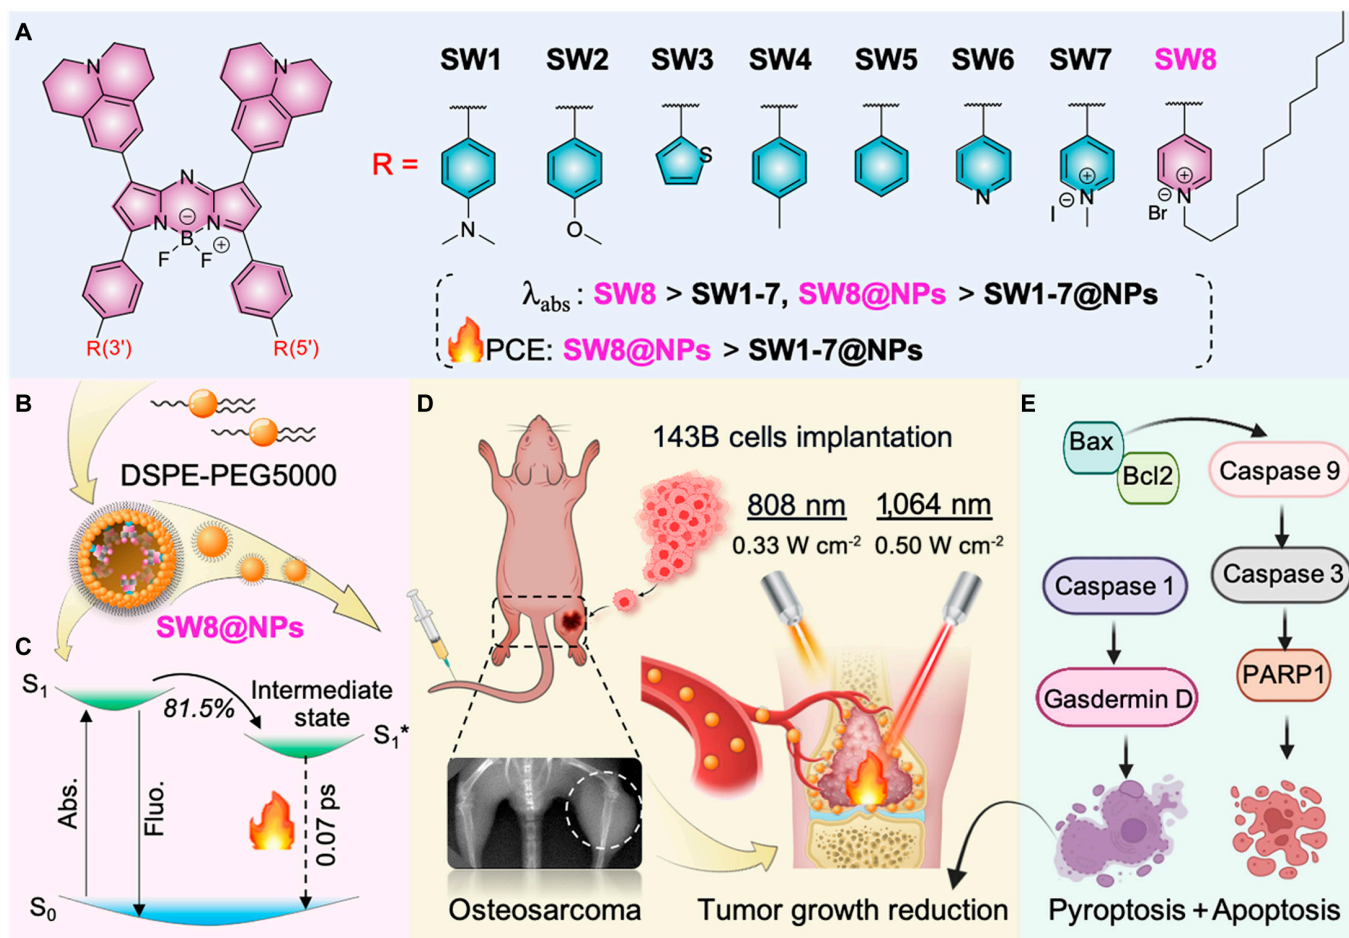 A
SW1 SW2 SW3 SW4 SW5 SW6 SW7 SW8
N N
N
N N
B
⊖ ⊕
F F
R(3') R(5')
R =
S
N
O
N
N ⊕
I ⊖
N ⊕
Br ⊖
λabs : SW8 > SW1-7, SW8@NPs > SW1-7@NPs
PCE: SW8@NPs > SW1-7@NPs
B
DSPE-PEG5000
SW8@NPs
C
S1
81.5%
Intermediate
state
S1*
Abs.
Fluo.
0.07 ps
S0
D
143B cells implantation
808 nm 1,064 nm
0.33 W cm-2 0.50 W cm-2
Osteosarcoma
Tumor growth reduction
E
Bax
Bcl2
Caspase 9
Caspase 1
Caspase 3
Gasdermin D
PARP1
Pyroptosis + Apoptosis